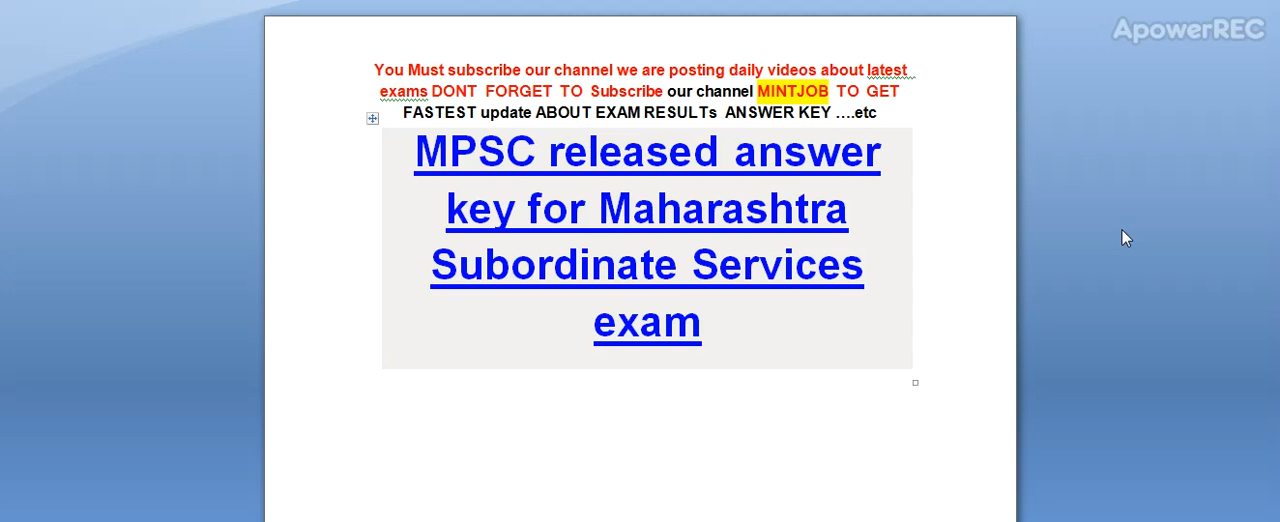 ApowerREC
You Must subscribe our channel we are posting daily videos about latest
exams DONT FORGET TO Subscribe our channel MINTJOB TO GET
FASTEST update ABOUT EXAM RESULTs ANSWER KEY ....etc
MPSC released answer
key for Maharashtra
Subordinate Services
exam